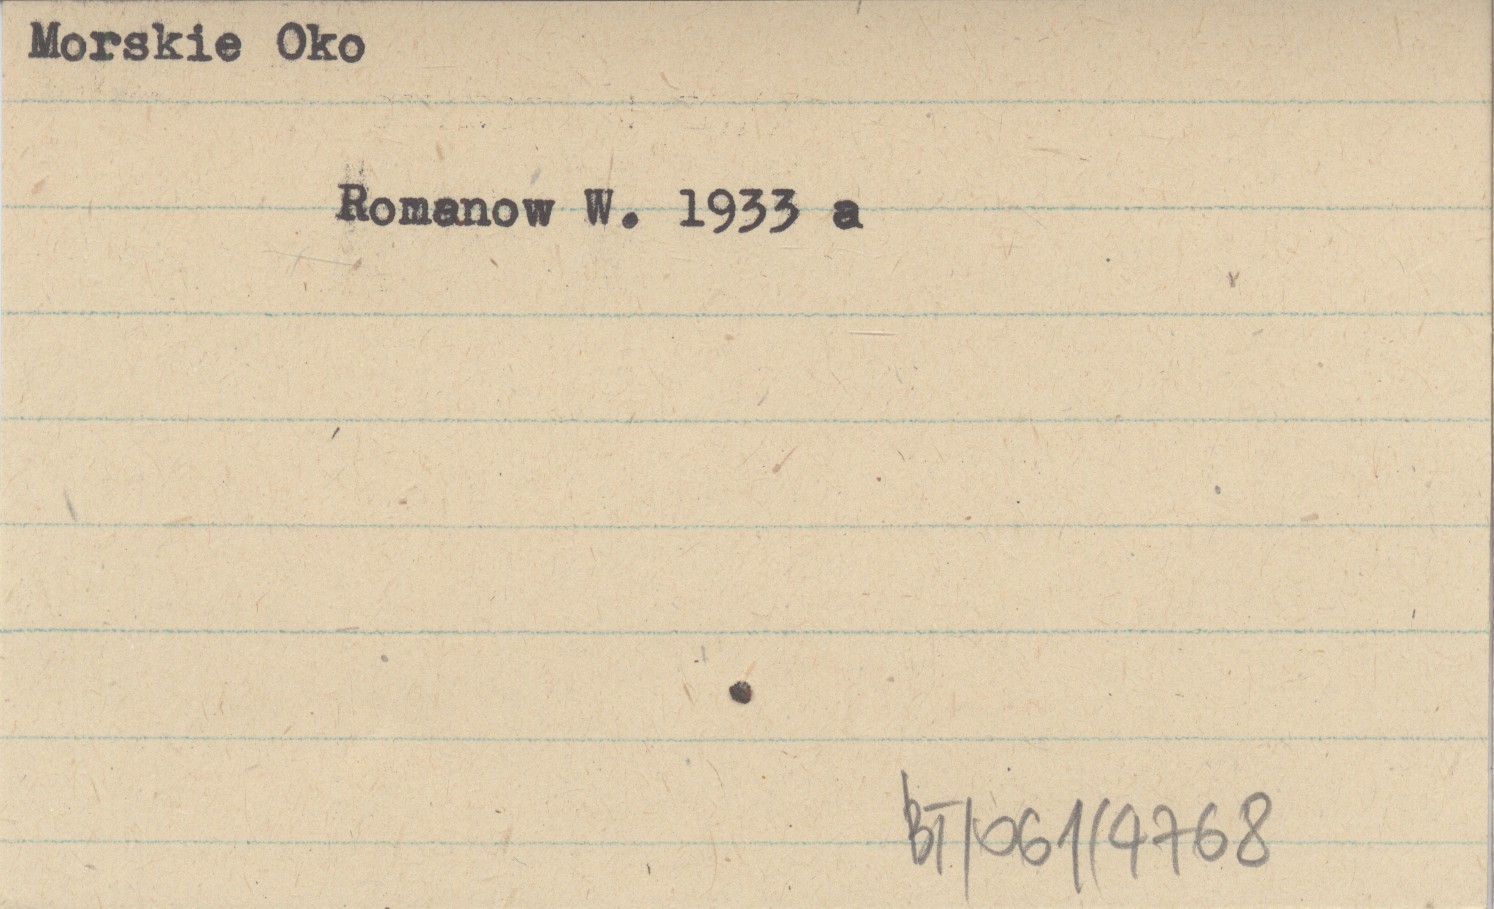 Morskie Oko
Romanow W. 1933 a
BT/061/4768